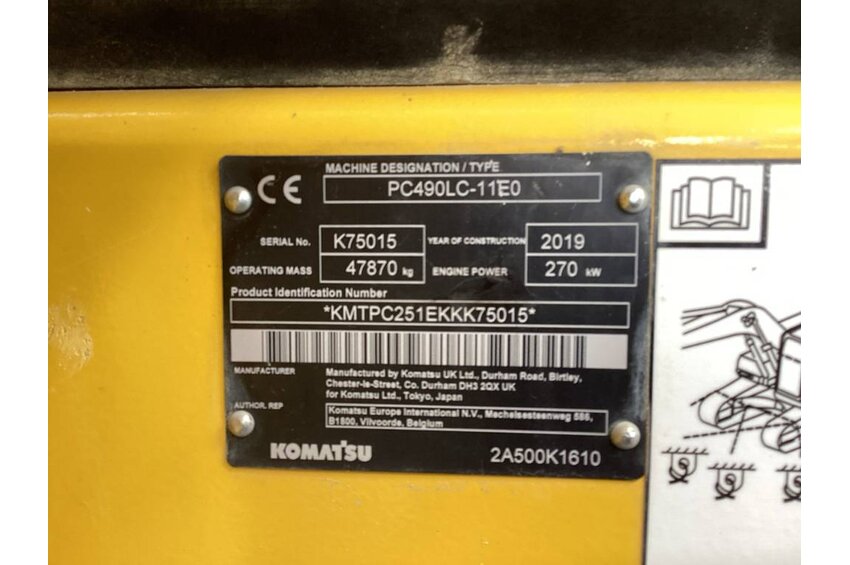 MACHINE DESIGNATION / TYPE
CE PC490LC-11E0
SERIAL No. K75015 YEAR OF CONSTRUCTION 2019
OPERATING MASS 47870 kg ENGINE POWER 270 kW
Product Identification Number
*KMTPC251EKKK75015*
MANUFACTURER Manufactured by Komatsu UK Ltd., Durham Road, Birtley,
Chester-le-Street, Co. Durham DH3 2QX UK
for Komatsu Ltd., Tokyo, Japan
AUTHOR. REP Komatsu Europe International N.V., Mechelsesteenweg 586,
B1800, Vilvoorde, Belgium
KOMATSU 2A500K1610